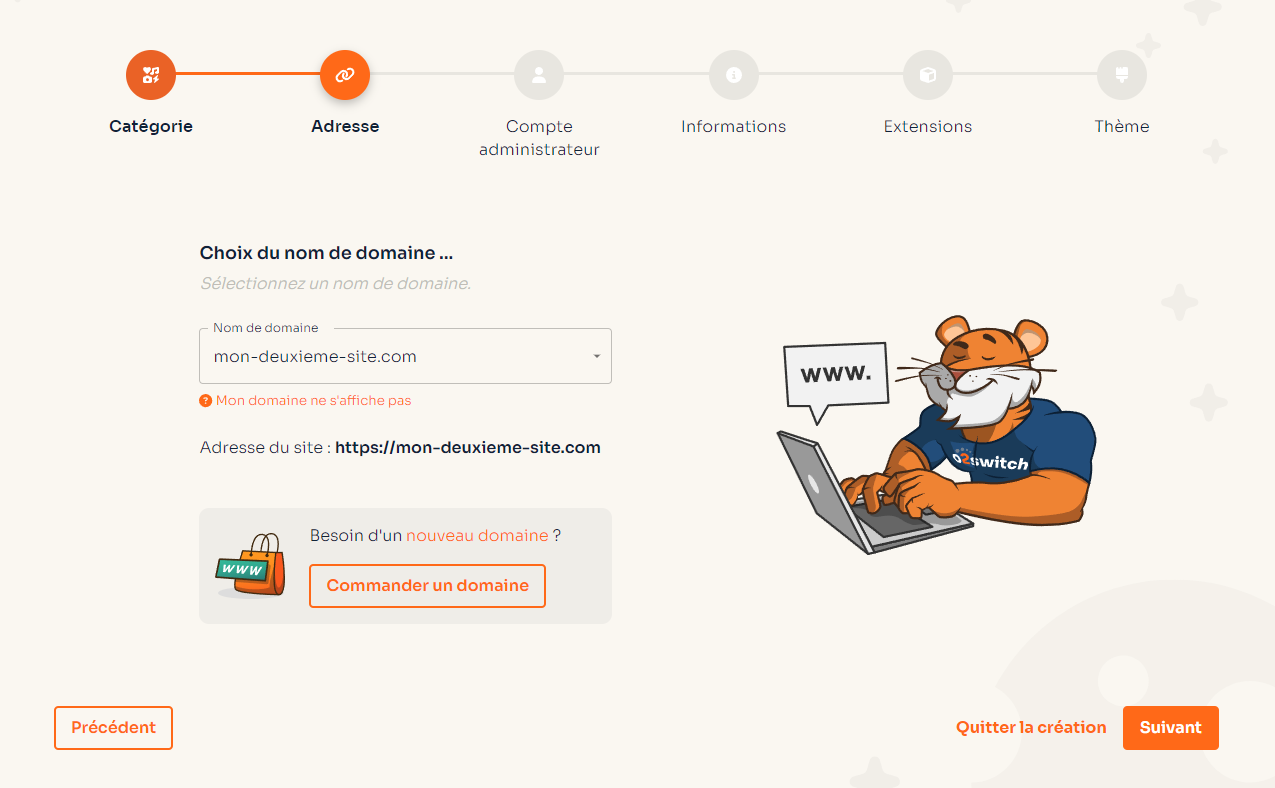 Catégorie
Adresse
Compte
administrateur
Informations
Extensions
Thème
Choix du nom de domaine ...
Sélectionnez un nom de domaine.
Nom de domaine
mon-deuxieme-site.com
? Mon domaine ne s'affiche pas
Adresse du site : https://mon-deuxieme-site.com
Besoin d'un nouveau domaine ?
WWW
Commander un domaine
www.
o2switch
Précédent
Quitter la création
Suivant